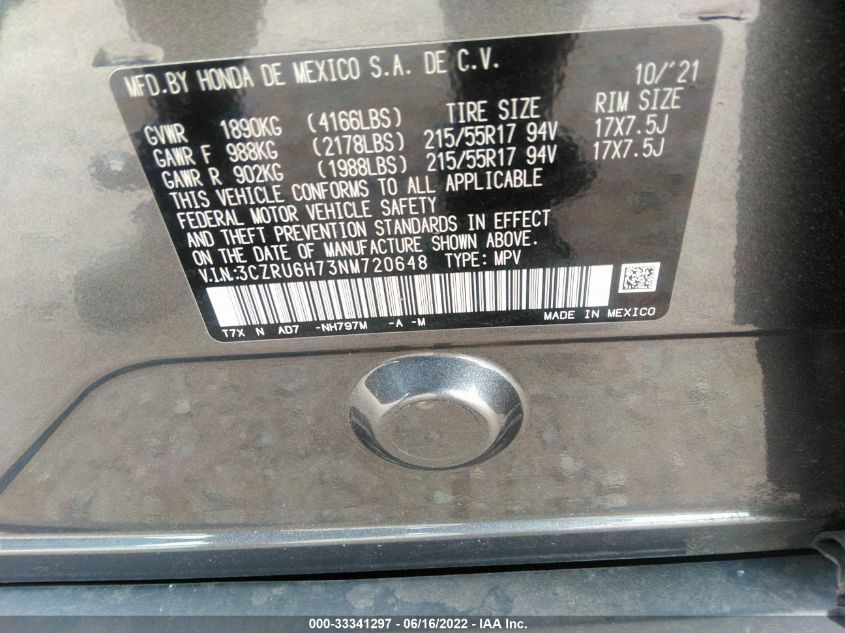 MFD.BY HONDA DE MEXICO S.A. DE C.V. 10/'21
GVWR 1890KG (4166LBS) TIRE SIZE RIM SIZE
GAWR F 988KG (2178LBS) 215/55R17 94V 17X7.5J
GAWR R 902KG (1988LBS) 215/55R17 94V 17X7.5J
THIS VEHICLE CONFORMS TO ALL APPLICABLE
FEDERAL MOTOR VEHICLE SAFETY
AND THEFT PREVENTION STANDARDS IN EFFECT
ON THE DATE OF MANUFACTURE SHOWN ABOVE.
V.I.N:3CZRU6H73NM720648 TYPE: MPV
T7X N AD7 -NH797M -A -M MADE IN MEXICO
000-33341297 - 06/16/2022 - IAA Inc.